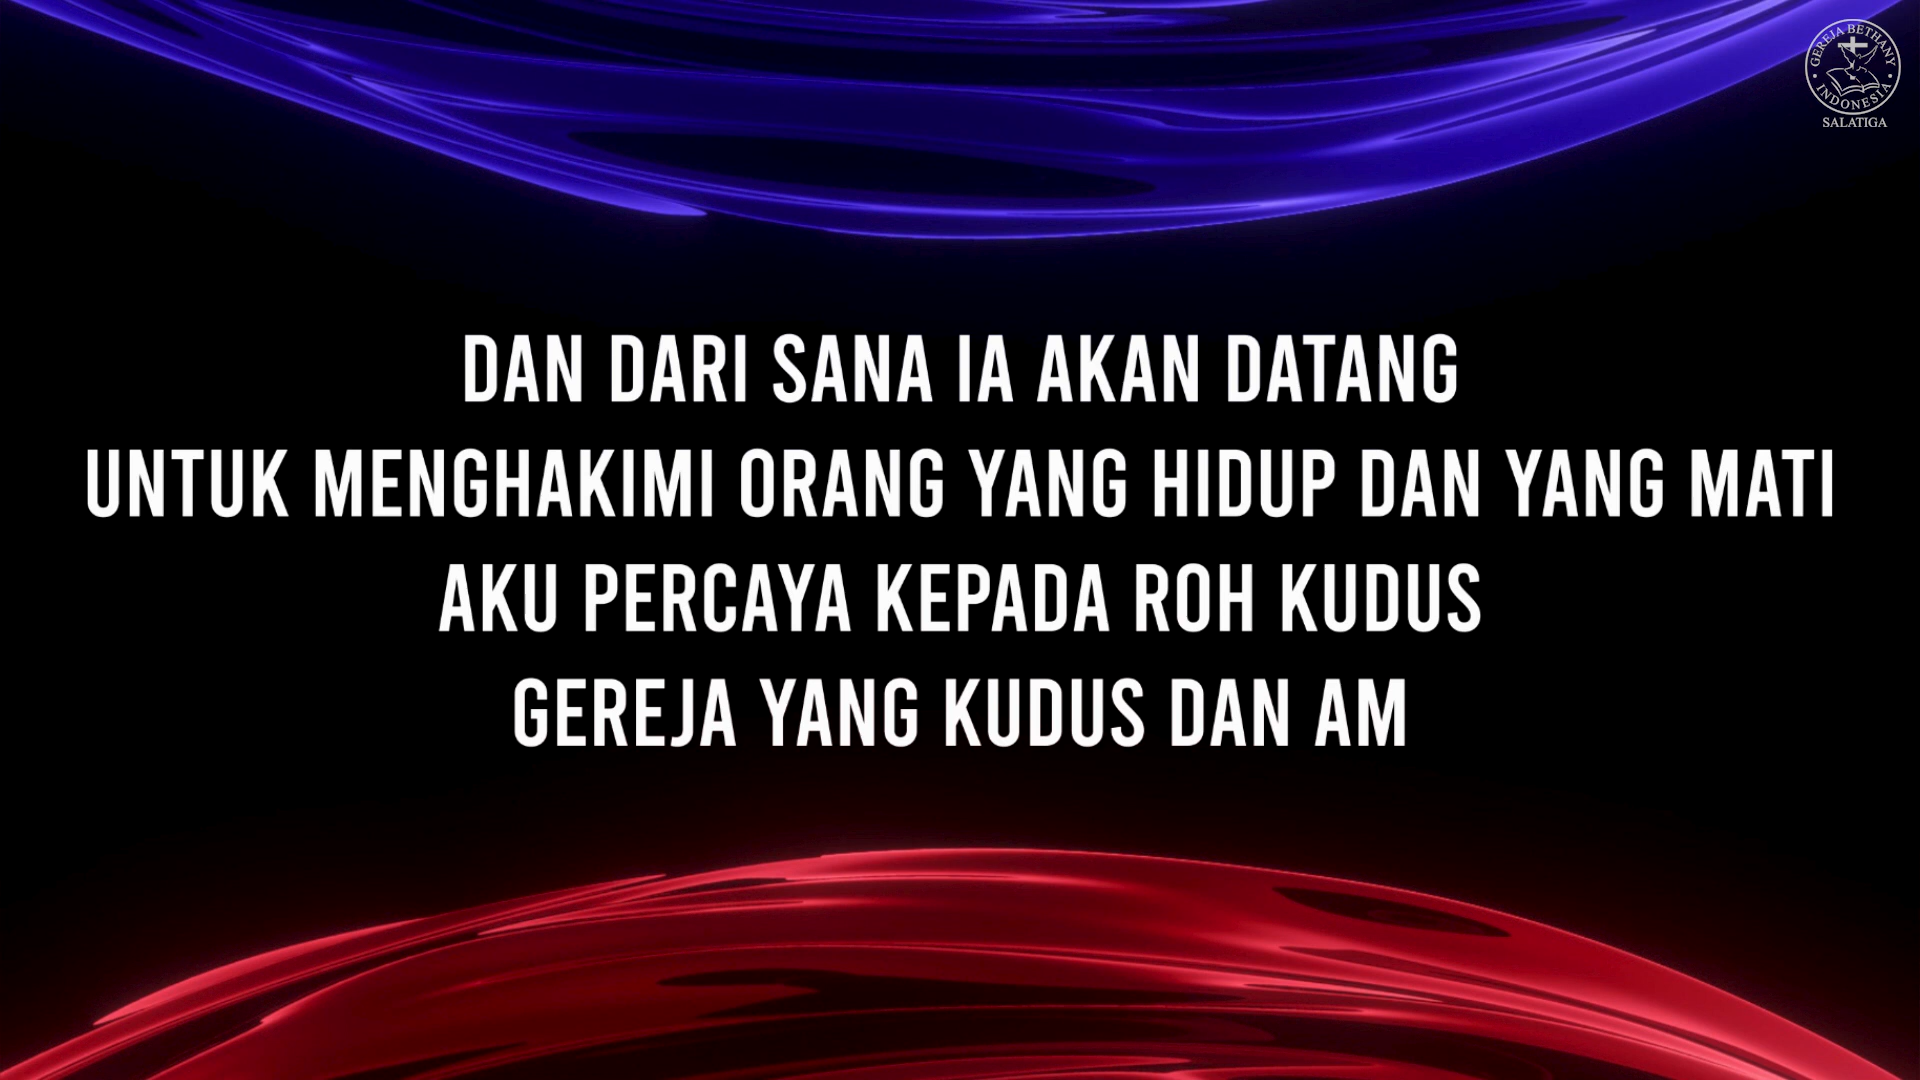 GEREJA BETHANY
INDONESIA
SALATIGA
DAN DARI SANA IA AKAN DATANG
UNTUK MENGHAKIMI ORANG YANG HIDUP DAN YANG MATI
AKU PERCAYA KEPADA ROH KUDUS
GEREJA YANG KUDUS DAN AM